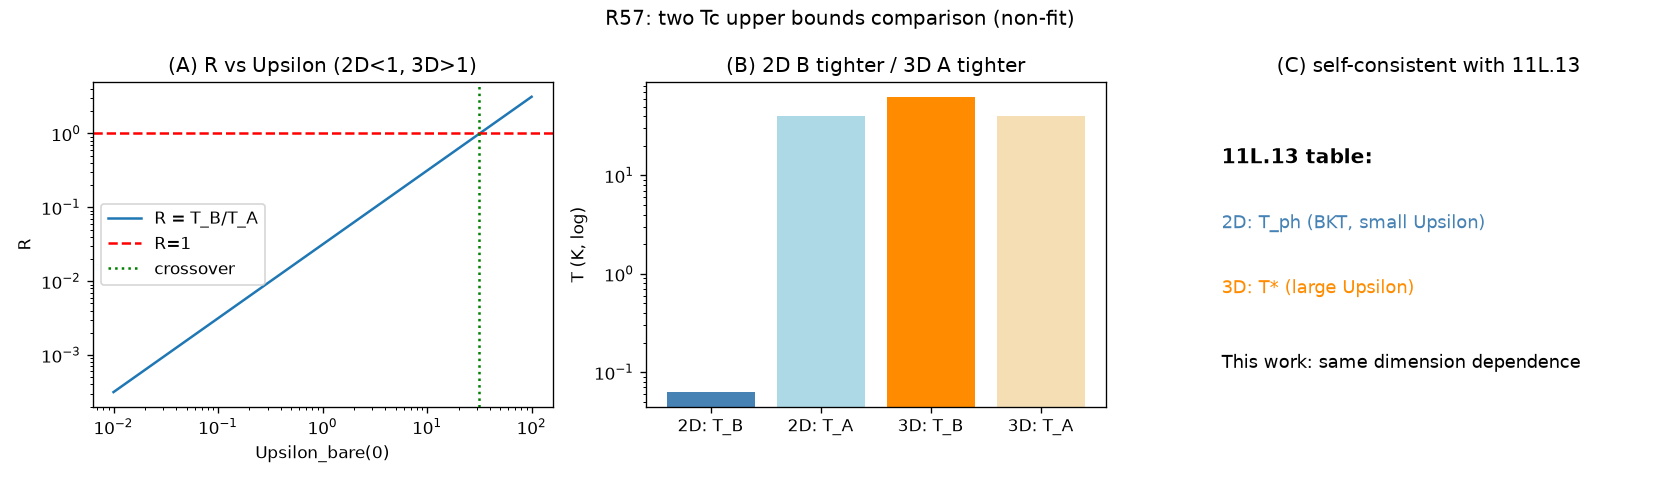 R57: two Tc upper bounds comparison (non-fit)
(A) R vs Upsilon (2D<1, 3D>1)
R
10⁰
10⁻¹
10⁻²
10⁻³
R = T_B/T_A
R=1
crossover
10⁻²
10⁻¹
10⁰
10¹
10²
Upsilon_bare(0)
(B) 2D B tighter / 3D A tighter
T (K, log)
10¹
10⁰
10⁻¹
2D: T_B
2D: T_A
3D: T_B
3D: T_A
(C) self-consistent with 11L.13
11L.13 table:
2D: T_ph (BKT, small Upsilon)
3D: T* (large Upsilon)
This work: same dimension dependence